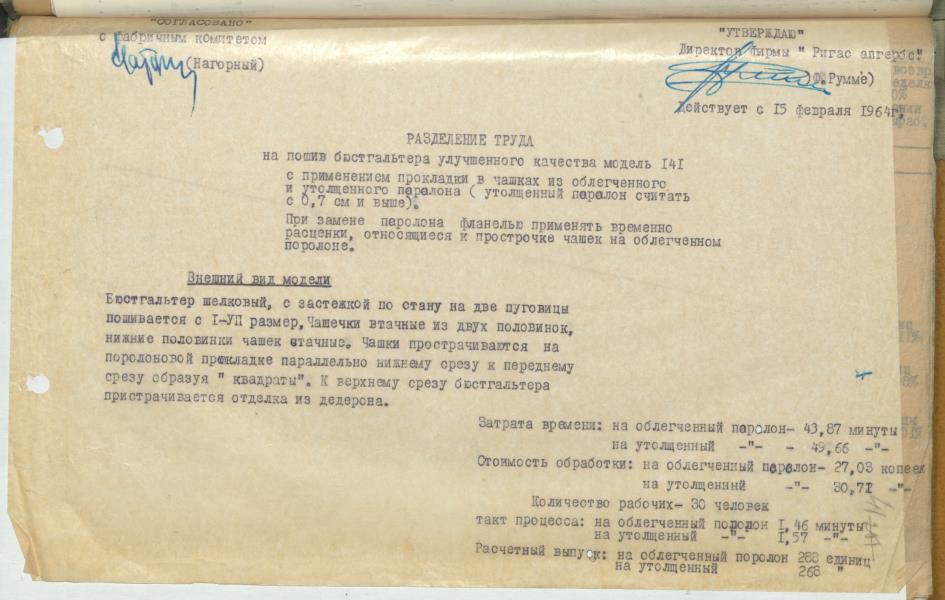 "СОГЛАСОВАНО"
с фабричным комитетом
(Нагорный)
"УТВЕРЖДАЮ"
Директор фирмы " Ригас апгербс"
(Ф. Румме)
Действует с 15 февраля 1964г.
РАЗДЕЛЕНИЕ ТРУДА
на пошив бюстгальтера улучшенного качества модель I4I
с применением прокладки в чашках из облегченного
и утолщенного паралона ( утолщенный паралон считать
с 0,7 см и выше).
При замене паролона фланелью применять временно
расценки, относящиеся к прострочке чашек на облегченном
поролоне.
Внешний вид модели
Бюстгальтер шелковый, с застежкой по стану на две пуговицы
пошивается с I-УП размер, Чашечки втачные из двух половинок,
нижние половинки чашек стачные. Чашки прострачиваются на
поролоновой прокладке параллельно нижнему срезу к переднему
срезу образуя " квадраты". К верхнему срезу бюстгальтера
пристрачивается отделка из дедерона.
Затрата времени: на облегченный паролон- 43,87 минуты
на утолщенный -"- - 49,66 -"-
Стоимость обработки: на облегченный поролон- 27,03 копеек
на утолщенный -"- 30,7I -"-
Количество рабочих- 30 человек
такт процесса: на облегченный поролон I,46 минуты
на утолщенный -"- I,57 -"-
Расчетный выпуск: на облегченный поролон 288 единиц
на утолщенный 268 "